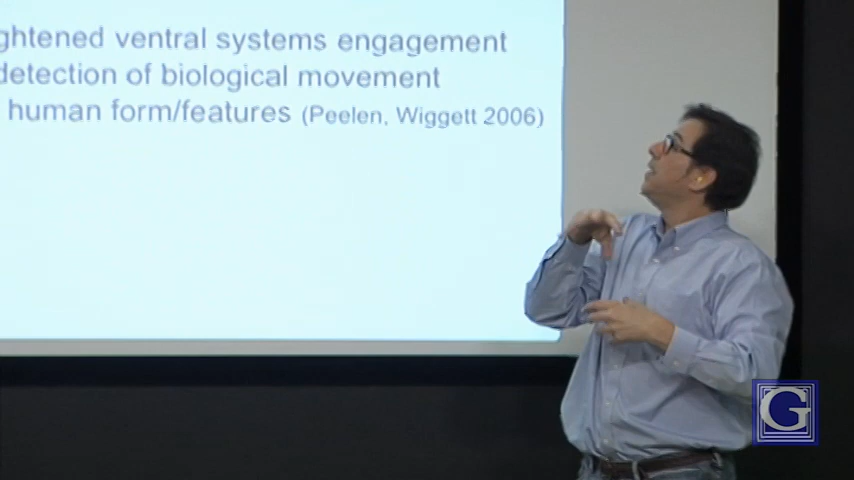 ghtened ventral systems engagement
detection of biological movement
human form/features (Peelen, Wiggett 2006)
G